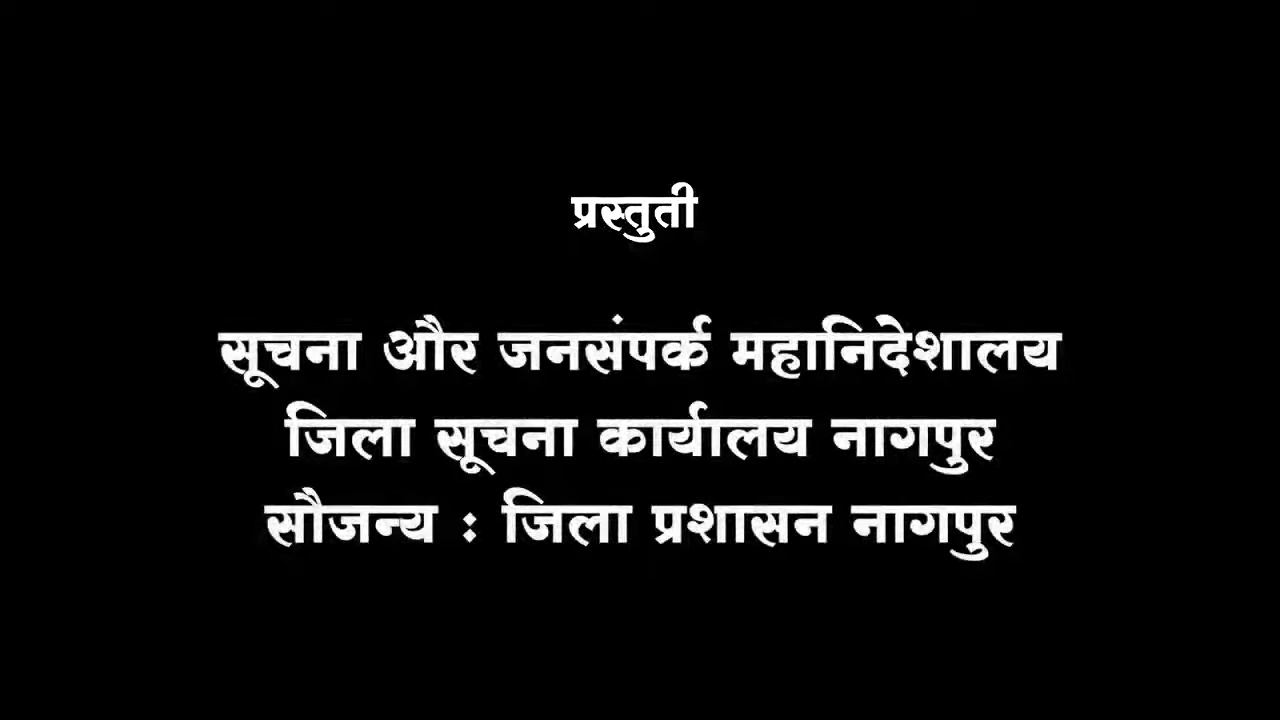 प्रस्तुती
सूचना और जनसंपर्क महानिदेशालय
जिला सूचना कार्यालय नागपुर
सौजन्य : जिला प्रशासन नागपुर